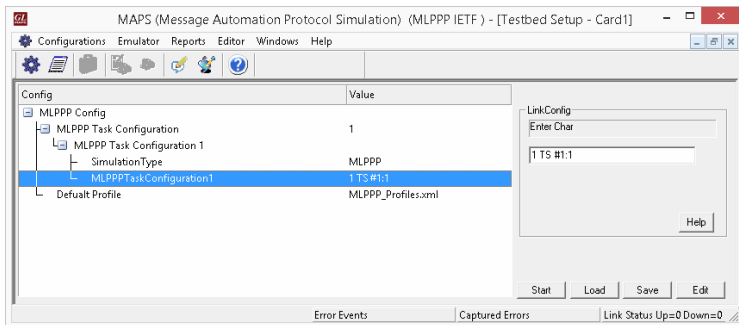 GL
MAPS (Message Automation Protocol Simulation) (MLPPP IETF ) - [Testbed Setup - Card1]
Configurations Emulator Reports Editor Windows Help
Config Value
MLPPP Config
MLPPP Task Configuration 1
MLPPP Task Configuration 1
SimulationType MLPPP
MLPPPTaskConfiguration1 1 TS #1:1
Defualt Profile MLPPP_Profiles.xml
LinkConfig
Enter Char
1 TS #1:1
Help
Start Load Save Edit
Error Events Captured Errors Link Status Up=0 Down=0